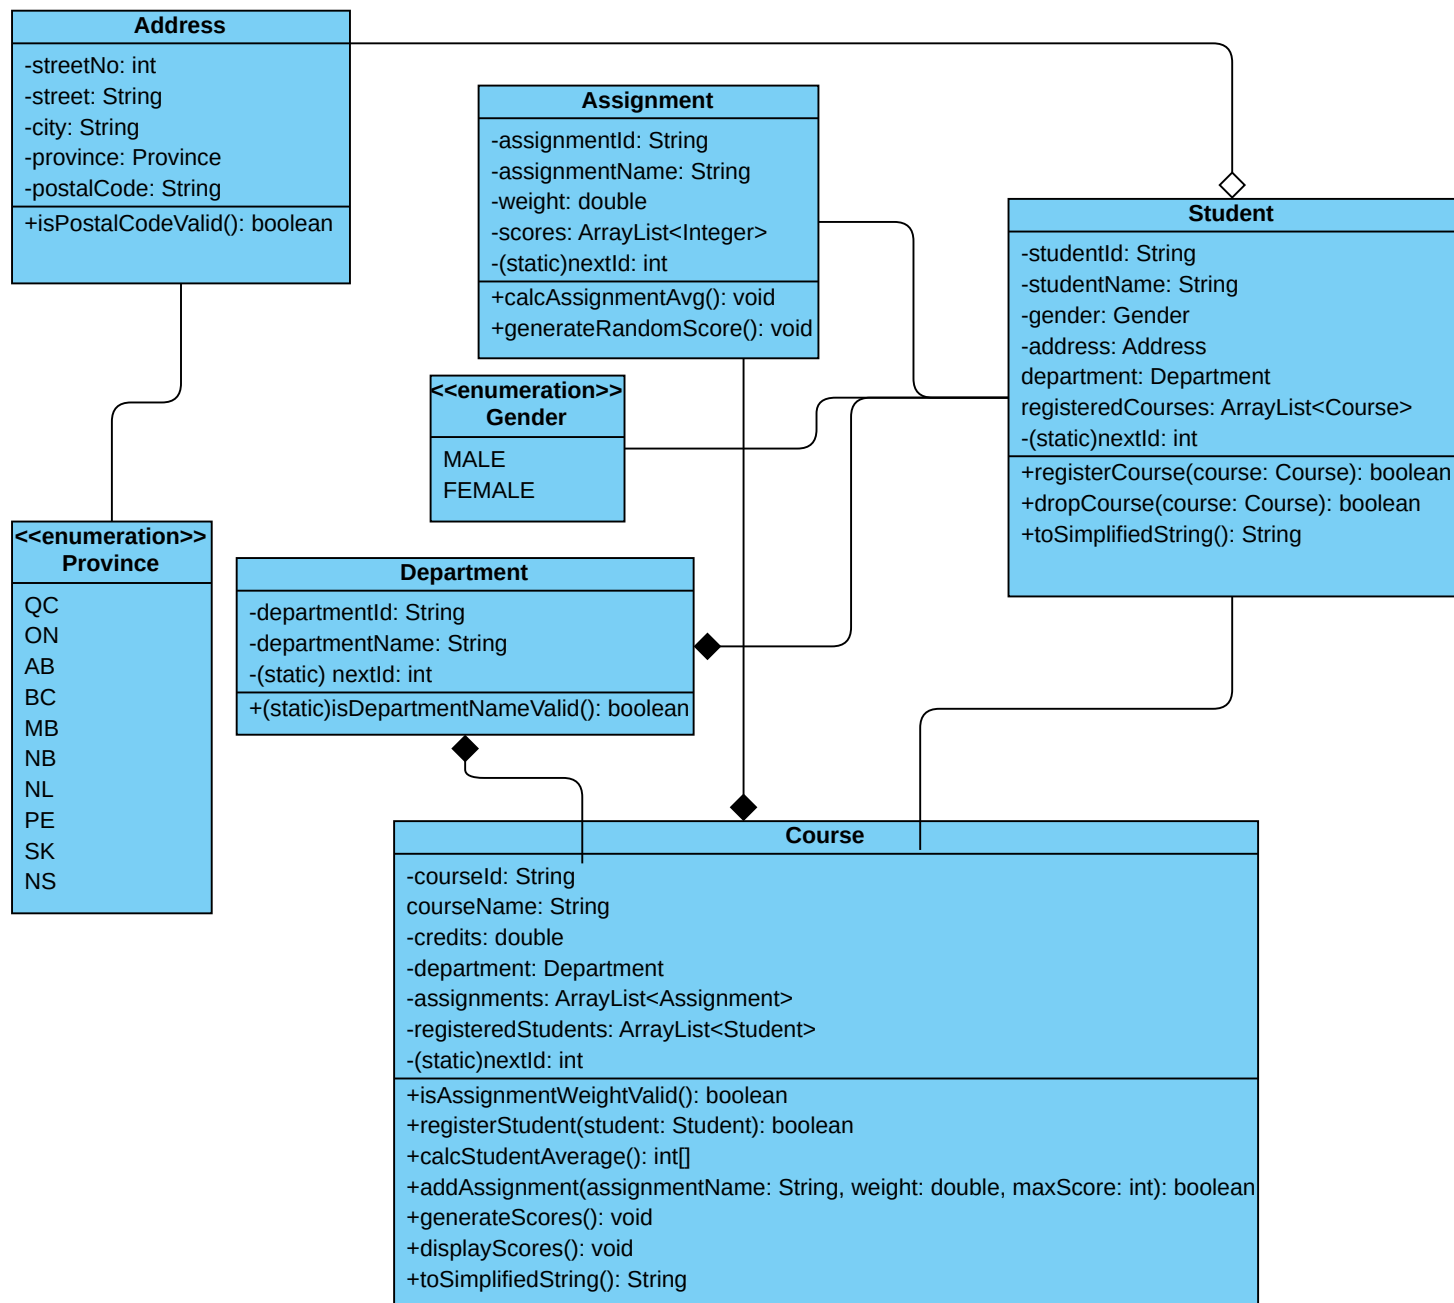 Address
-streetNo: int
-street: String
-city: String
-province: Province
-postalCode: String
+isPostalCodeValid(): boolean
Assignment
-assignmentId: String
-assignmentName: String
-weight: double
-scores: ArrayList<Integer>
-(static)nextId: int
+calcAssignmentAvg(): void
+generateRandomScore(): void
Student
-studentId: String
-studentName: String
-gender: Gender
-address: Address
department: Department
registeredCourses: ArrayList<Course>
-(static)nextId: int
+registerCourse(course: Course): boolean
+dropCourse(course: Course): boolean
+toSimplifiedString(): String
<<enumeration>>
Gender
MALE
FEMALE
<<enumeration>>
Province
QC
ON
AB
BC
MB
NB
NL
PE
SK
NS
Department
-departmentId: String
-departmentName: String
-(static) nextId: int
+(static)isDepartmentNameValid(): boolean
Course
-courseId: String
courseName: String
-credits: double
-department: Department
-assignments: ArrayList<Assignment>
-registeredStudents: ArrayList<Student>
-(static)nextId: int
+isAssignmentWeightValid(): boolean
+registerStudent(student: Student): boolean
+calcStudentAverage(): int[]
+addAssignment(assignmentName: String, weight: double, maxScore: int): boolean
+generateScores(): void
+displayScores(): void
+toSimplifiedString(): String